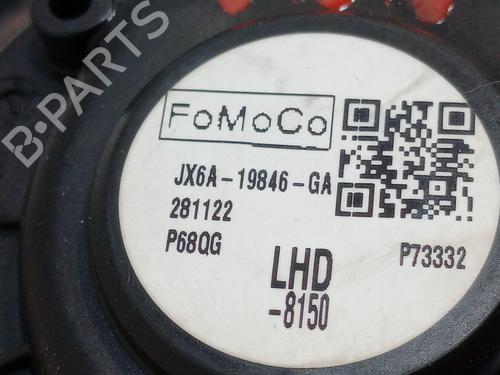 B-PARTS
FoMoCo
JX6A-19846-GA
281122
P68QG
P73332
LHD
-8150